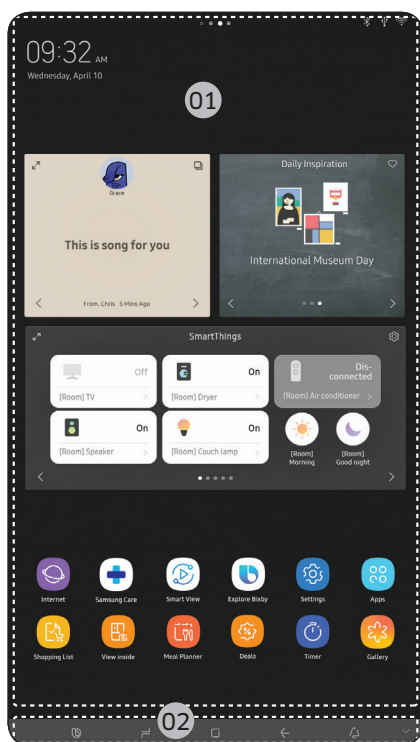 09:32 AM
Wednesday, April 10
01
Grace
This is song for you
From. Chris 5 Mins Ago
Daily Inspiration
International Museum Day
SmartThings
Off
[Room] TV
On
[Room] Dryer
Dis-
connected
[Room] Air conditioner
On
[Room] Speaker
On
[Room] Couch lamp
[Room]
Morning
[Room]
Good night
Internet
Samsung Care
Smart View
Explore Bixby
Settings
Apps
Shopping List
View inside
Meal Planner
Deals
Timer
Gallery
02